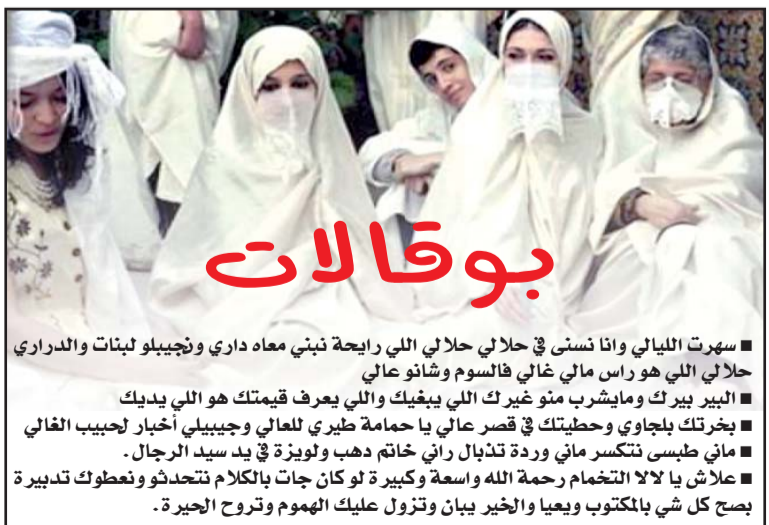 بوقالات
■ سهرت الليالي وانا نسنى في حلالي حلالي اللي رايحة نبني معاه داري ونجيبلو لبنات والدراري
حلالي اللي هو راس مالي غالي فالسوم وشانو عالي
■ البير بيرك ومايشرب منو غيرك اللي يبغيك واللي يعرف قيمتك هو اللي يديك
■ بخرتك بلجاوي وحطيتك في قصر عالي يا حمامة طيري للعالي وجيبيلي أخبار لحبيب الغالي
■ ماني طبسى نتكسر ماني وردة تذبال راني خاتم دهب ولويزة في يد سيد الرجال.
■ علاش يا لالا التخمام رحمة الله واسعة وكبيرة لو كان جات بالكلام نتحدثو ونعطوك تدبيرة
بصح كل شي بالمكتوب ويعيا والخير يبان وتزول عليك الهموم وتروح الحيرة.